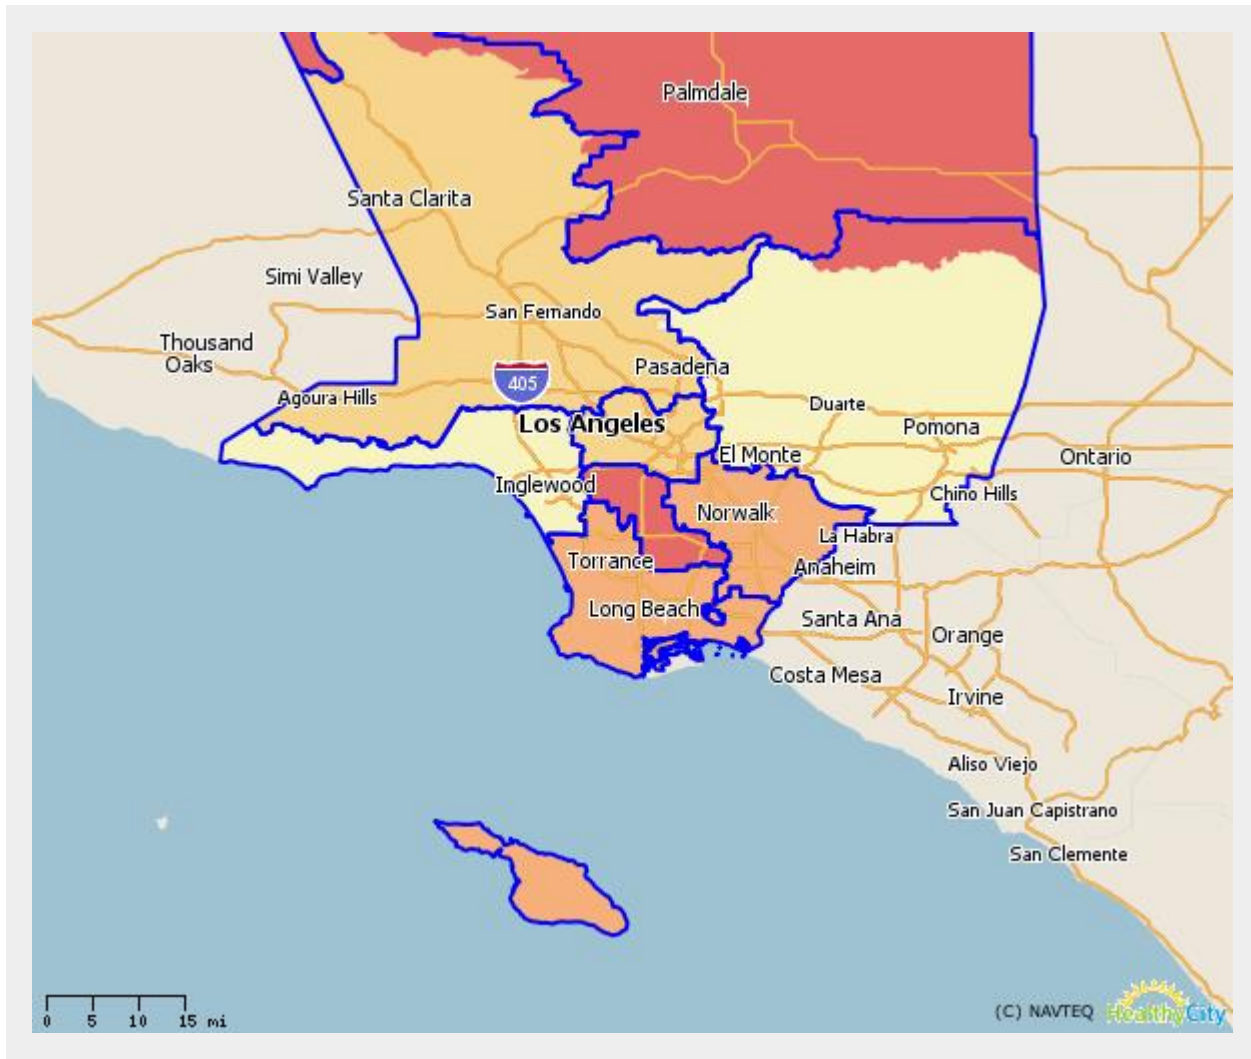 Palmdale
Santa Clarita
Simi Valley
San Fernando
Thousand
Oaks
Pasadena
405
Agoura Hills
Duarte
Los Angeles
Pomona
El Monte
Ontario
Inglewood
Chino Hills
Norwalk
La Habra
Torrance
Anaheim
Long Beach
Santa Ana
Orange
Costa Mesa
Irvine
Aliso Viejo
San Juan Capistrano
San Clemente
(C) NAVTEQ HealthyCity
0 5 10 15 mi